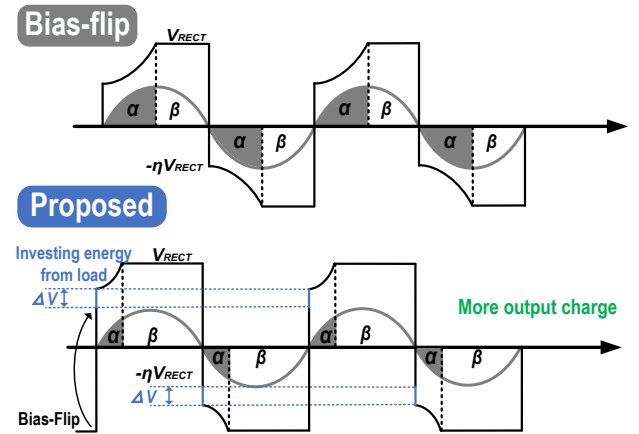 Bias-flip
VRECT
α β α β α β α β
-ηVRECT
Proposed
Investing energy
from load
VRECT
ΔV
More output charge
α β α β α β α β
-ηVRECT
ΔV
Bias-Flip